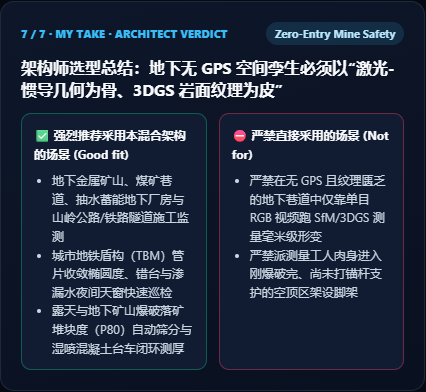 7 / 7 · MY TAKE · ARCHITECT VERDICT
Zero-Entry Mine Safety
架构师选型总结：地下无 GPS 空间孪生必须以“激光-
惯导几何为骨、3DGS 岩面纹理为皮”
✅ 强烈推荐采用本混合架构
的场景 (Good fit)
• 地下金属矿山、煤矿巷
道、抽水蓄能地下厂房与
山岭公路/铁路隧道施工监
测
• 城市地铁盾构（TBM）管
片收敛椭圆度、错台与渗
漏水夜间天窗快速巡检
• 露天与地下矿山爆破落矿
堆块度（P80）自动筛分与
湿喷混凝土台车闭环测厚
⛔ 严禁直接采用的场景 (Not
for)
• 严禁在无 GPS 且纹理匮乏
的地下巷道中仅靠单目
RGB 视频跑 SfM/3DGS 测
量毫米级形变
• 严禁派测量工人肉身进入
刚爆破完、尚未打锚杆支
护的空顶区架设脚架